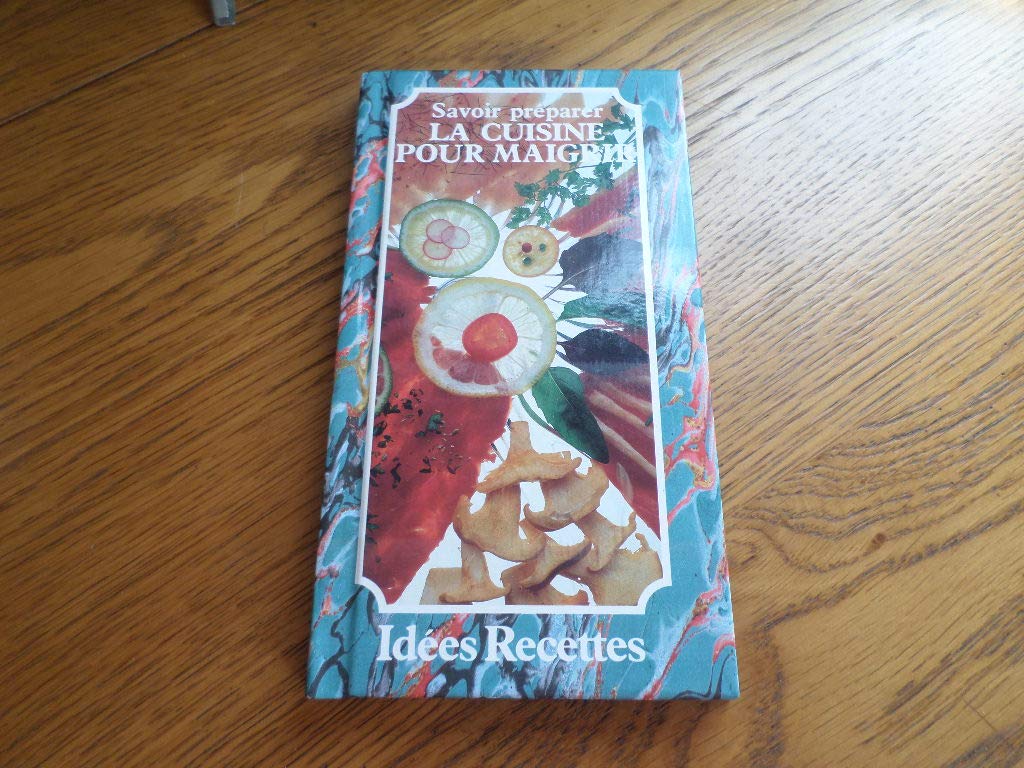 Savoir préparer
LA CUISINE
POUR MAIGRIR
Idées Recettes